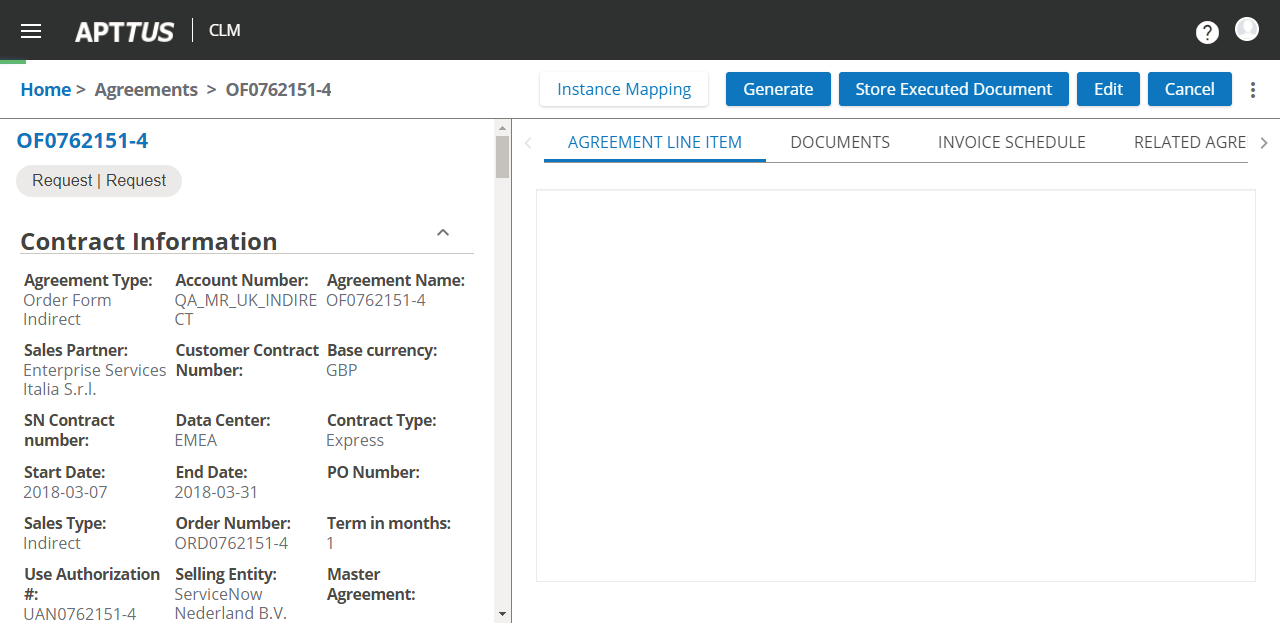 APTTUS CLM
?
Home > Agreements > OF0762151-4
Instance Mapping
Generate
Store Executed Document
Edit
Cancel
OF0762151-4
Request | Request
Contract Information
Agreement Type:
Order Form
Indirect
Account Number:
QA_MR_UK_INDIRE
CT
Agreement Name:
OF0762151-4
Sales Partner:
Enterprise Services
Italia S.r.l.
Customer Contract
Number:
Base currency:
GBP
SN Contract
number:
Data Center:
EMEA
Contract Type:
Express
Start Date:
2018-03-07
End Date:
2018-03-31
PO Number:
Sales Type:
Indirect
Order Number:
ORD0762151-4
Term in months:
1
Use Authorization
#:
UAN0762151-4
Selling Entity:
ServiceNow
Nederland B.V.
Master
Agreement:
AGREEMENT LINE ITEM
DOCUMENTS
INVOICE SCHEDULE
RELATED AGRE